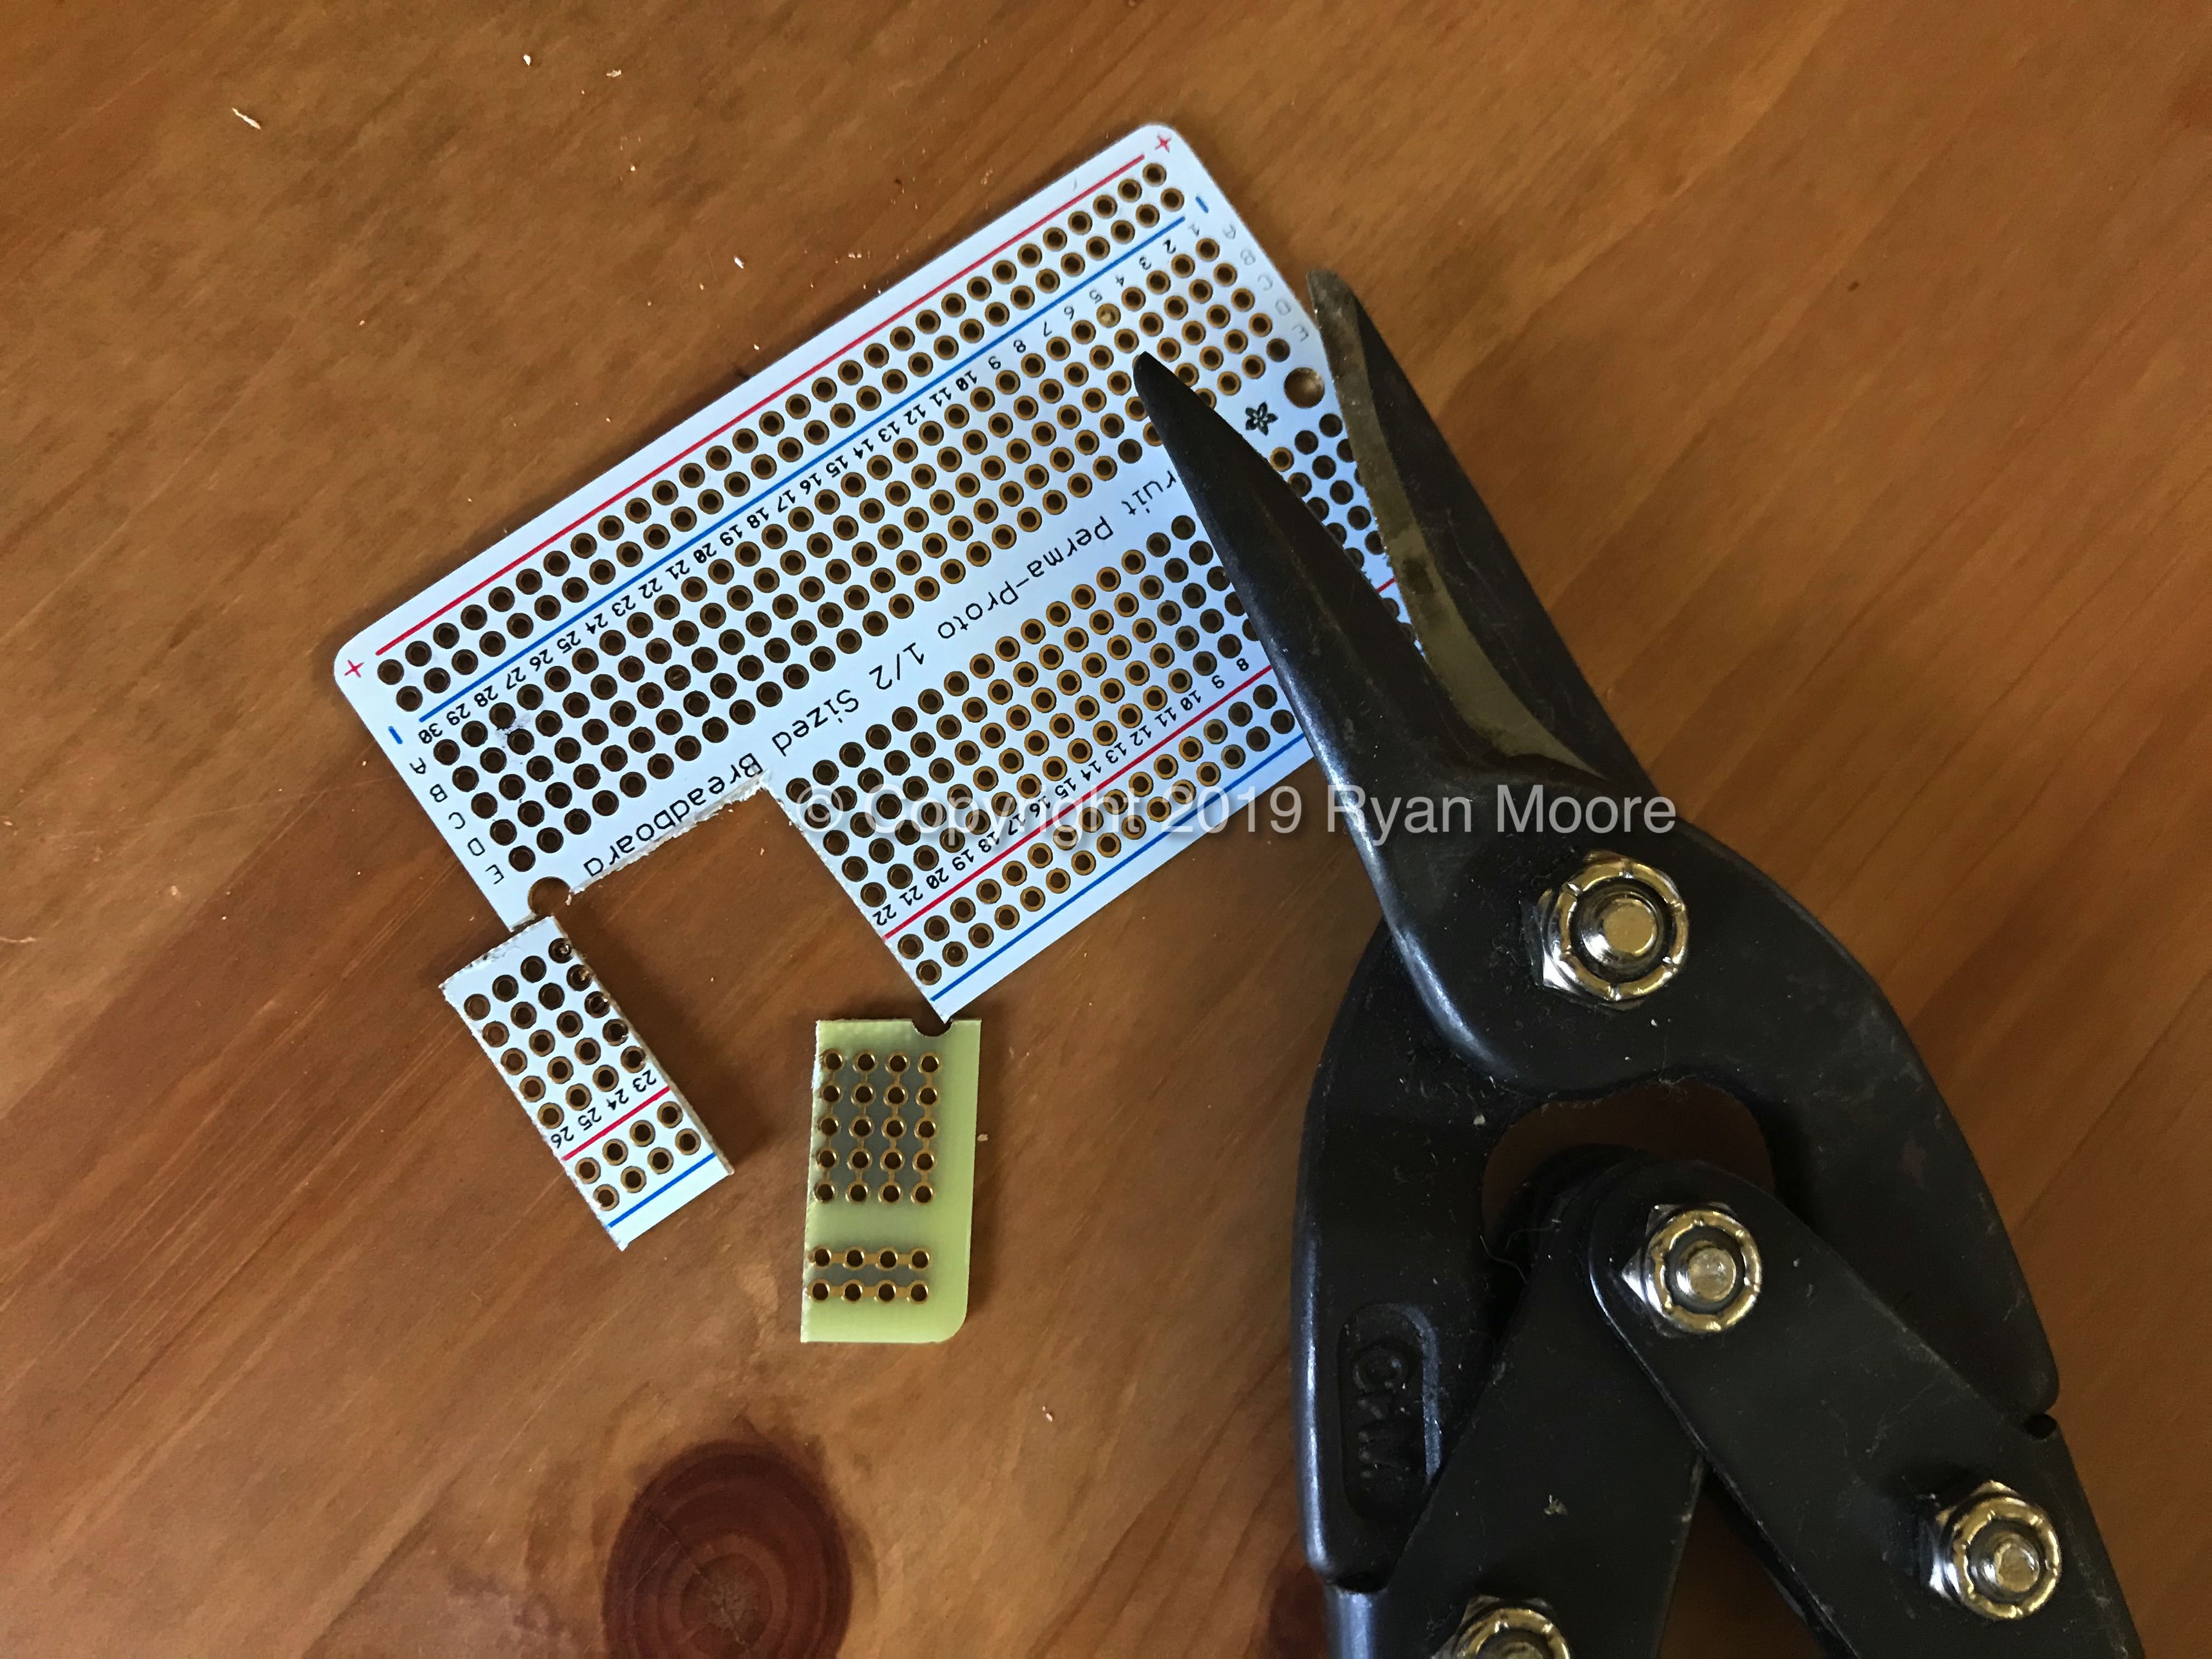 + +
- -
1 2 3 4 5 6 7 8 9 10 11 12 13 14 15 16 17 18 19 20 21 22 23 24 25 26 27 28 29 30
A B C D E
A B C D E
ruit Perma-Proto 1/2 Sized Breadboard
8 9 10 11 12 13 14 15 16 17 18 19 20 21 22
© Copyright 2019 Ryan Moore
23 24 25 26